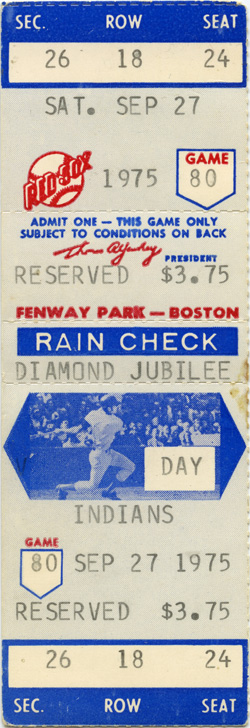 SEC. ROW SEAT
26 18 24
SAT. SEP 27
RED SOX 1975 GAME 80
ADMIT ONE — THIS GAME ONLY
SUBJECT TO CONDITIONS ON BACK
PRESIDENT
RESERVED $3.75
FENWAY PARK — BOSTON
RAIN CHECK
DIAMOND JUBILEE
DAY
INDIANS
GAME
80 SEP 27 1975
RESERVED $3.75
26 18 24
SEC. ROW SEAT